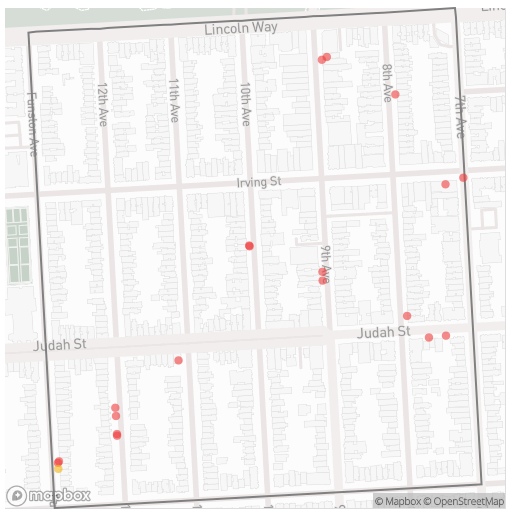 Lincoln Way
12th Ave
11th Ave
10th Ave
8th Ave
7th Ave
Funston Ave
Irving St
9th Ave
Judah St
Judah St
mapbox
© Mapbox © OpenStreetMap